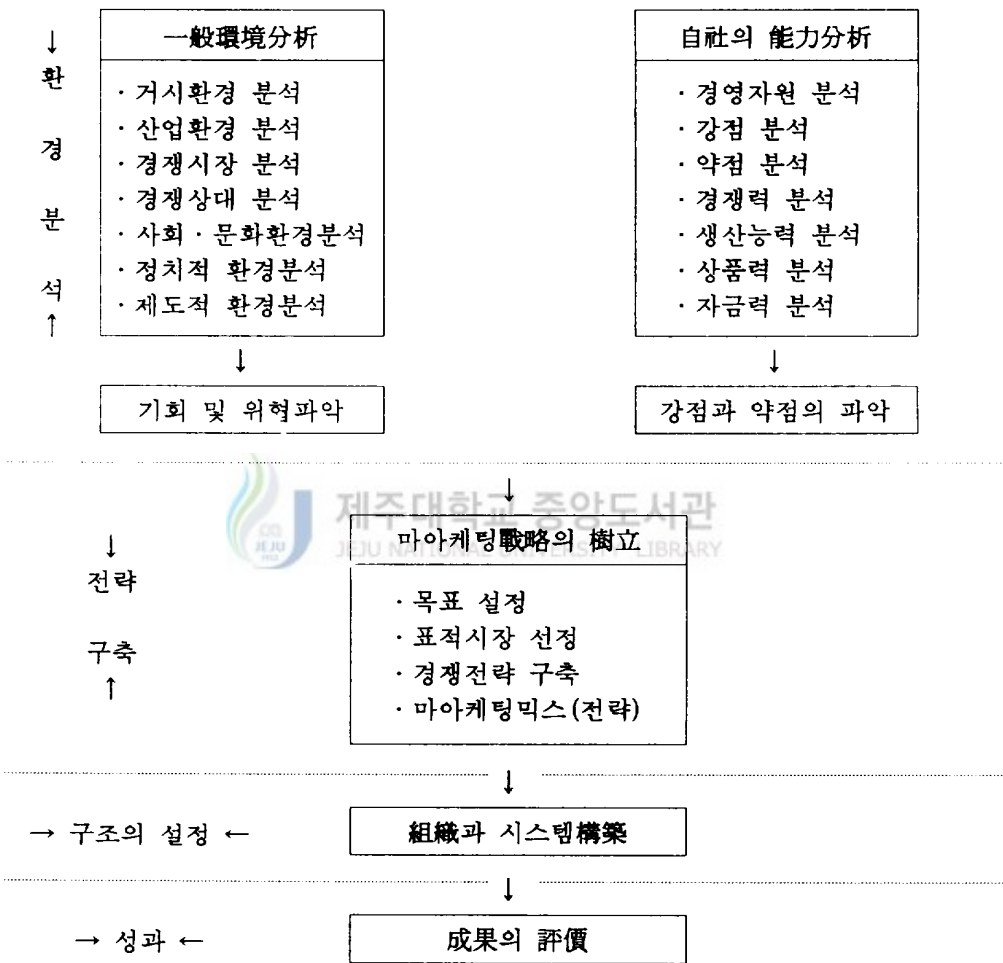 ↓
환
경
분
석
↑
一般環境分析
· 거시환경 분석
· 산업환경 분석
· 경쟁시장 분석
· 경쟁상대 분석
· 사회 · 문화환경분석
· 정치적 환경분석
· 제도적 환경분석
↓
기회 및 위협파악
自社의 能力分析
· 경영자원 분석
· 강점 분석
· 약점 분석
· 경쟁력 분석
· 생산능력 분석
· 상품력 분석
· 자금력 분석
↓
강점과 약점의 파악
제주대학교 중앙도서관
JEJU NATIONAL UNIVERSITY LIBRARY
JEJU
1952
↓
전략
구축
↑
↓
마아케팅戰略의 樹立
· 목표 설정
· 표적시장 선정
· 경쟁전략 구축
· 마아케팅믹스(전략)
↓
→ 구조의 설정 ←
組織과 시스템構築
↓
→ 성과 ←
成果의 評價